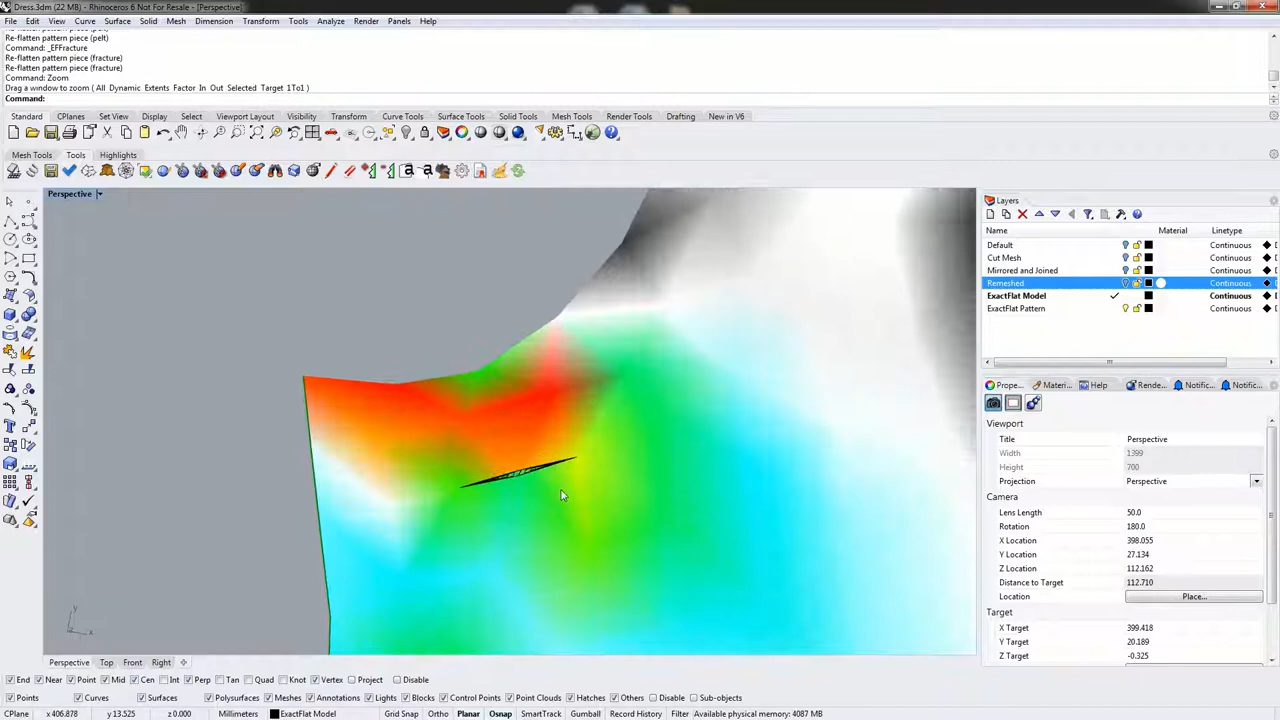 Dress.3dm (22 MB) - Rhinoceros 6 Not For Resale - [Perspective]
File Edit View Curve Surface Solid Mesh Dimension Transform Tools Analyze Render Panels Help
Re-flatten pattern piece (pelt)
Command: _EFFracture
Re-flatten pattern piece (fracture)
Re-flatten pattern piece (fracture)
Command: Zoom
Drag a window to zoom ( All Dynamic Extents Factor In Out Selected Target 1To1 )
Command:
Standard CPlanes Set View Display Select Viewport Layout Visibility Transform Curve Tools Surface Tools Solid Tools Mesh Tools Render Tools Drafting New in V6
Mesh Tools Tools Highlights
Perspective
Layers
Name Material Linetype
Default Continuous
Cut Mesh Continuous
Mirrored and Joined Continuous
Remeshed Continuous
ExactFlat Model Continuous
ExactFlat Pattern Continuous
Prope... Materi... Help Rende... Notific... Notific...
Viewport
Title Perspective
Width 1399
Height 700
Projection Perspective
Camera
Lens Length 50.0
Rotation 180.0
X Location 398.055
Y Location 27.134
Z Location 112.162
Distance to Target 112.710
Location Place...
Target
X Target 399.418
Y Target 20.189
Z Target -0.325
y
x
Perspective Top Front Right
End Near Point Mid Cen Int Perp Tan Quad Knot Vertex Project Disable
Points Curves Surfaces Polysurfaces Meshes Annotations Lights Blocks Control Points Point Clouds Hatches Others Disable Sub-objects
CPlane x 406.878 y 13.525 z 0.000 Millimeters ExactFlat Model Grid Snap Ortho Planar Osnap SmartTrack Gumball Record History Filter Available physical memory: 4087 MB